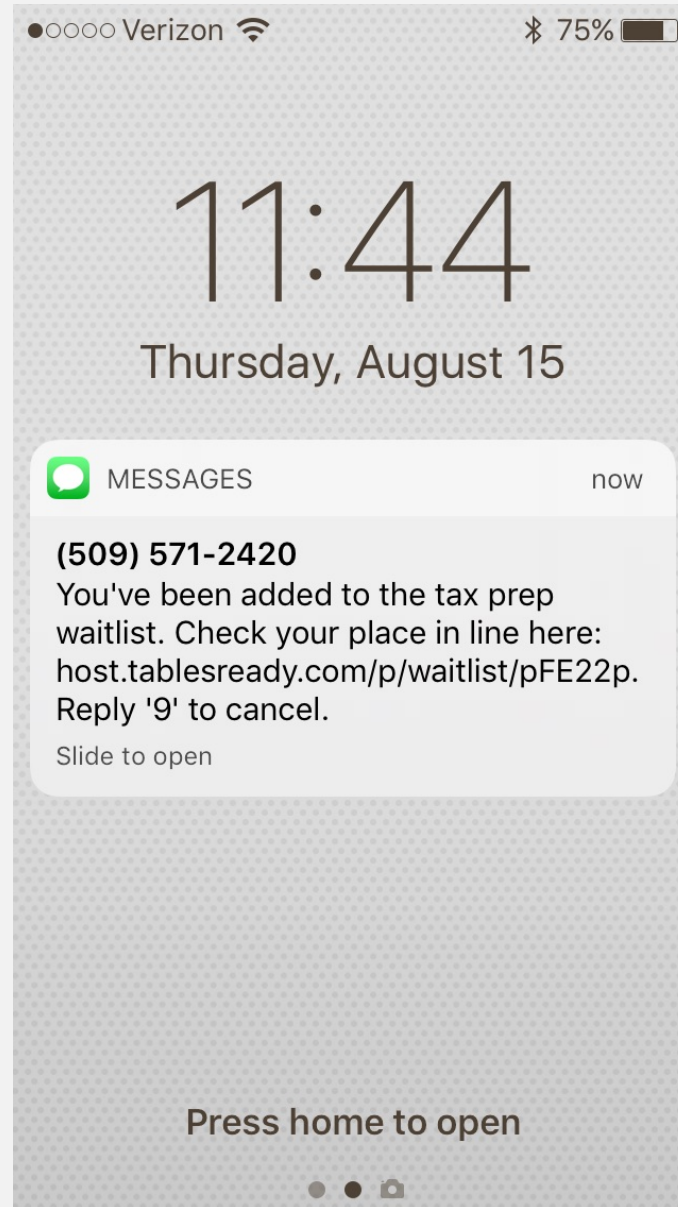 Verizon 75%
11:44
Thursday, August 15
MESSAGES now
(509) 571-2420
You've been added to the tax prep
waitlist. Check your place in line here:
host.tablesready.com/p/waitlist/pFE22p.
Reply '9' to cancel.
Slide to open
Press home to open